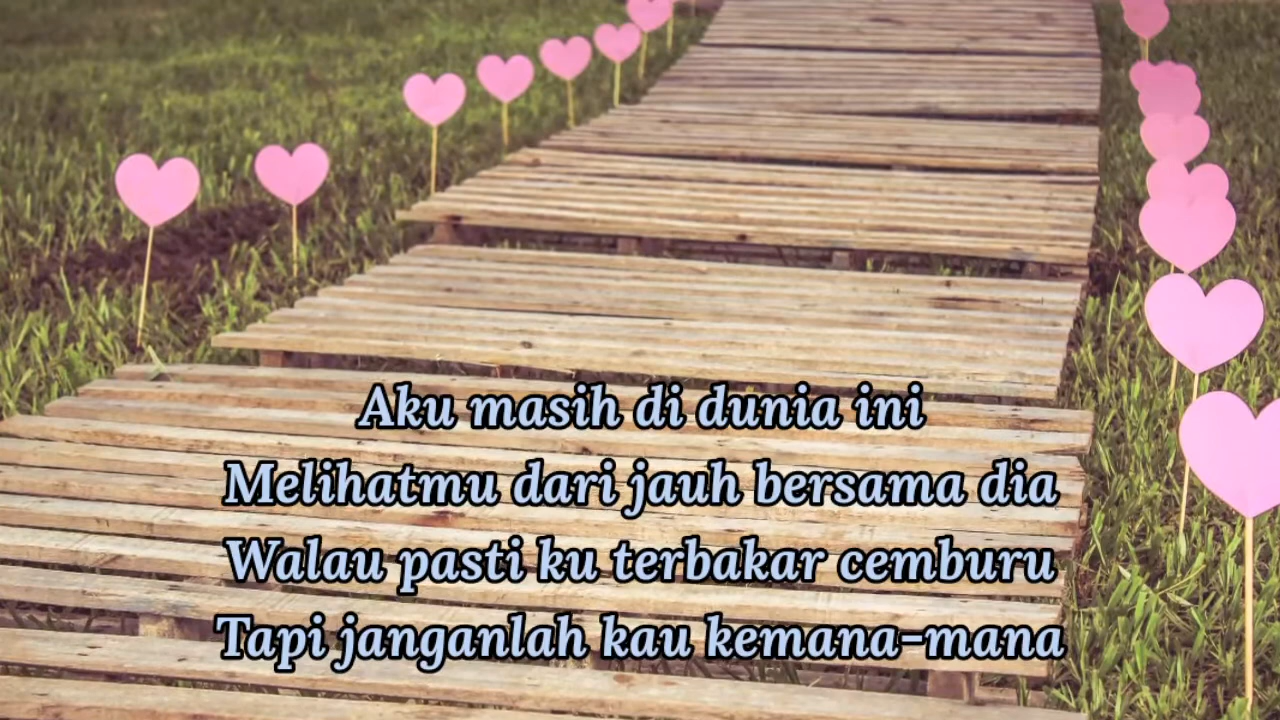 Aku masih di dunia ini
Melihatmu dari jauh bersama dia
Walau pasti ku terbakar cemburu
Tapi janganlah kau kemana-mana